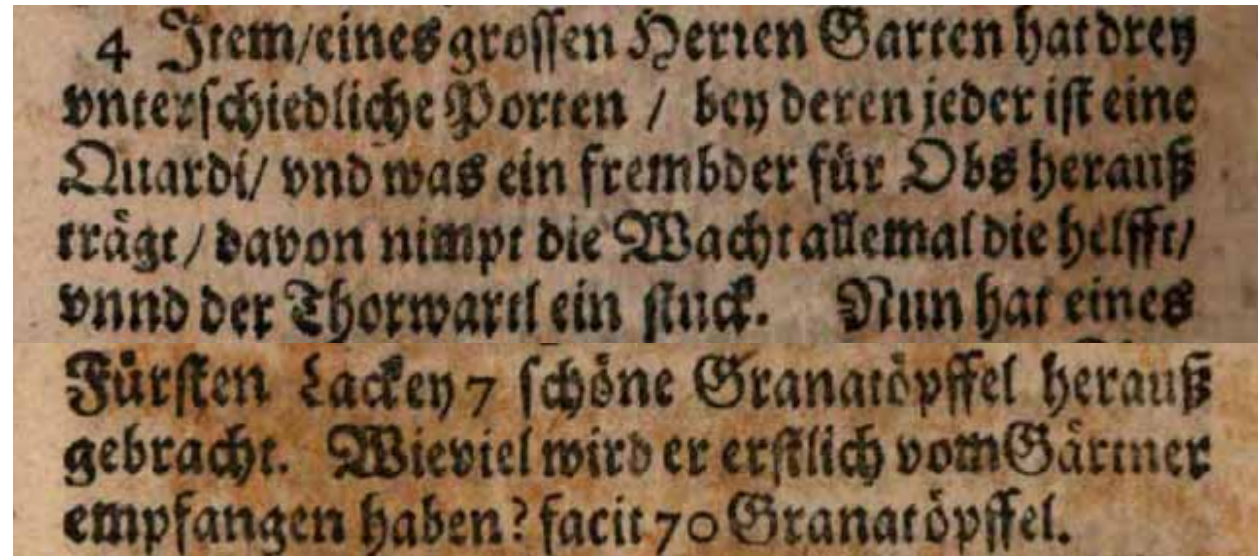 4 Item/eines grossen Herren Garten hat drey
vnterschiedliche Porten / bey deren jeder ist eine
Quardi/ vnd was ein frembder für Obs herauß
trägt / davon nimpt die Wacht allemal die helfft/
vnnd der Thorwartl ein stuck. Nun hat eines
Fürsten Lackey 7 schöne Granatöpffel herauß
gebracht. Wieviel wird er erstlich vom Gärtner
empfangen haben? facit 70 Granatöpffel.